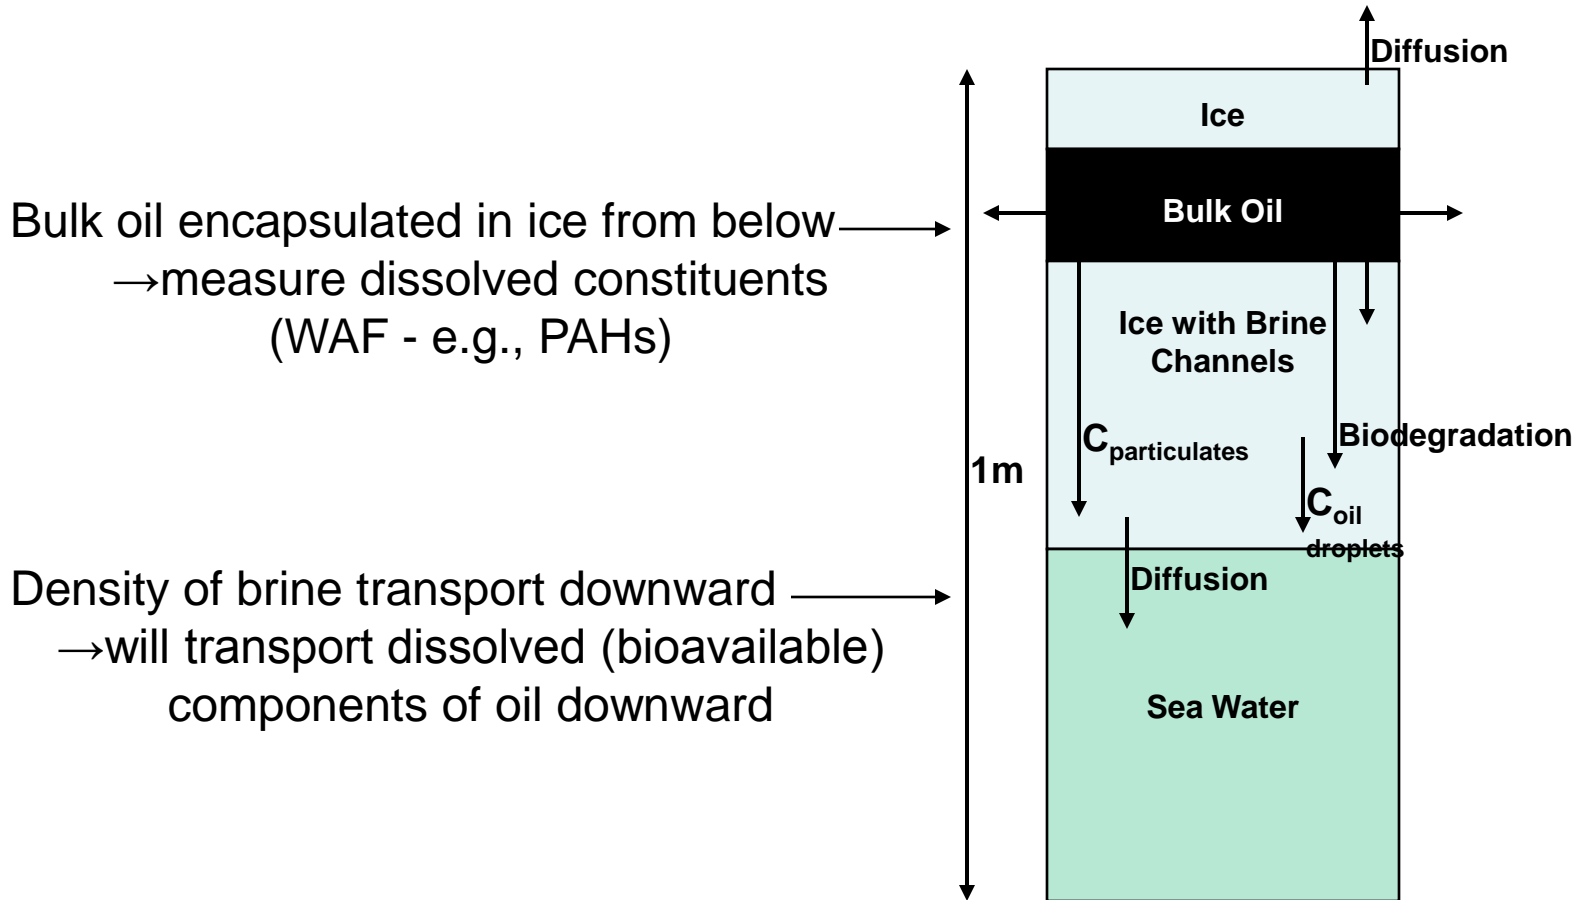 Diffusion
Ice
Bulk oil encapsulated in ice from below
→measure dissolved constituents
(WAF - e.g., PAHs)
Bulk Oil
Ice with Brine
Channels
Cparticulates
Biodegradation
1m
Coil
droplets
Density of brine transport downward
→will transport dissolved (bioavailable)
components of oil downward
Diffusion
Sea Water